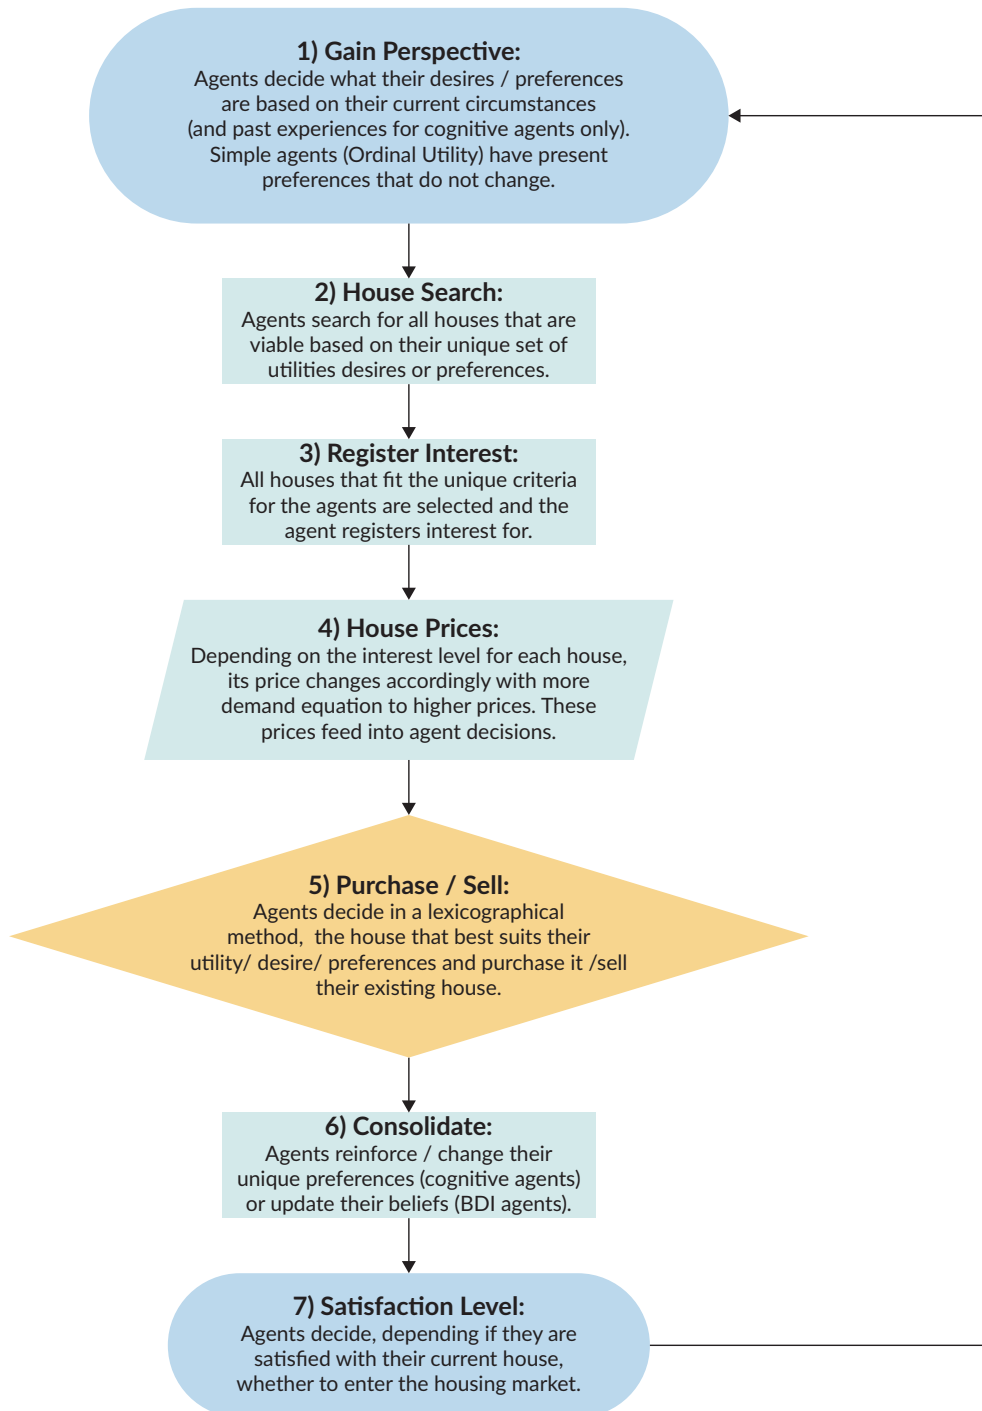 1) Gain Perspective:
Agents decide what their desires / preferences
are based on their current circumstances
(and past experiences for cognitive agents only).
Simple agents (Ordinal Utility) have present
preferences that do not change.
2) House Search:
Agents search for all houses that are
viable based on their unique set of
utilities desires or preferences.
3) Register Interest:
All houses that fit the unique criteria
for the agents are selected and the
agent registers interest for.
4) House Prices:
Depending on the interest level for each house,
its price changes accordingly with more
demand equation to higher prices. These
prices feed into agent decisions.
5) Purchase / Sell:
Agents decide in a lexicographical
method,  the house that best suits their
utility/ desire/ preferences and purchase it /sell
their existing house.
6) Consolidate:
Agents reinforce / change their
unique preferences (cognitive agents)
or update their beliefs (BDI agents).
7) Satisfaction Level:
Agents decide, depending if they are
satisfied with their current house,
whether to enter the housing market.